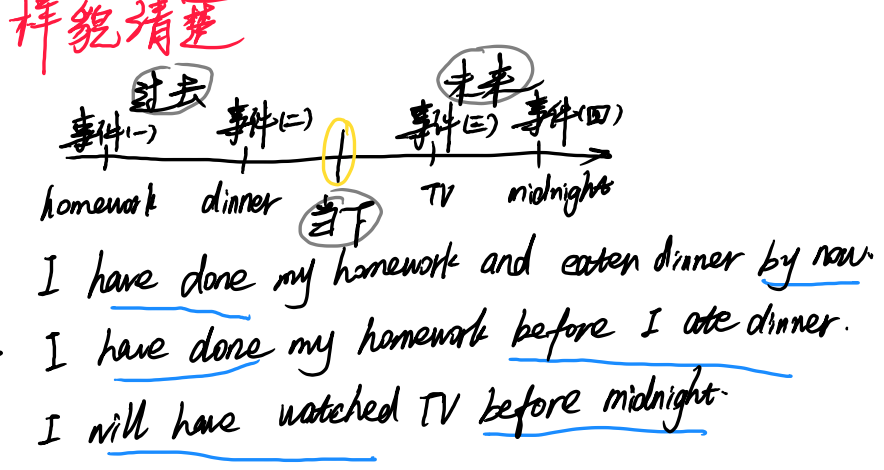 样貌清楚
过去 未来
事件(一) 事件(二) 事件(三) 事件(四)
homework dinner 当下 TV midnight
I have done my homework and eaten dinner by now.
I have done my homework before I ate dinner.
I will have watched TV before midnight.